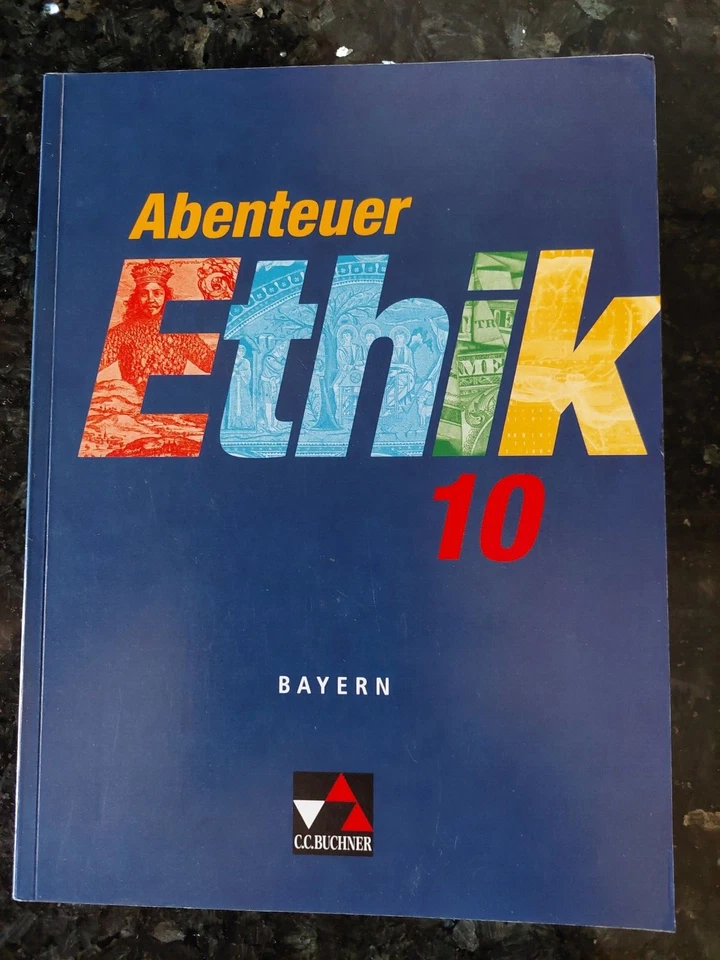 Abenteuer
Ethik
10
BAYERN
C.C.BUCHNER